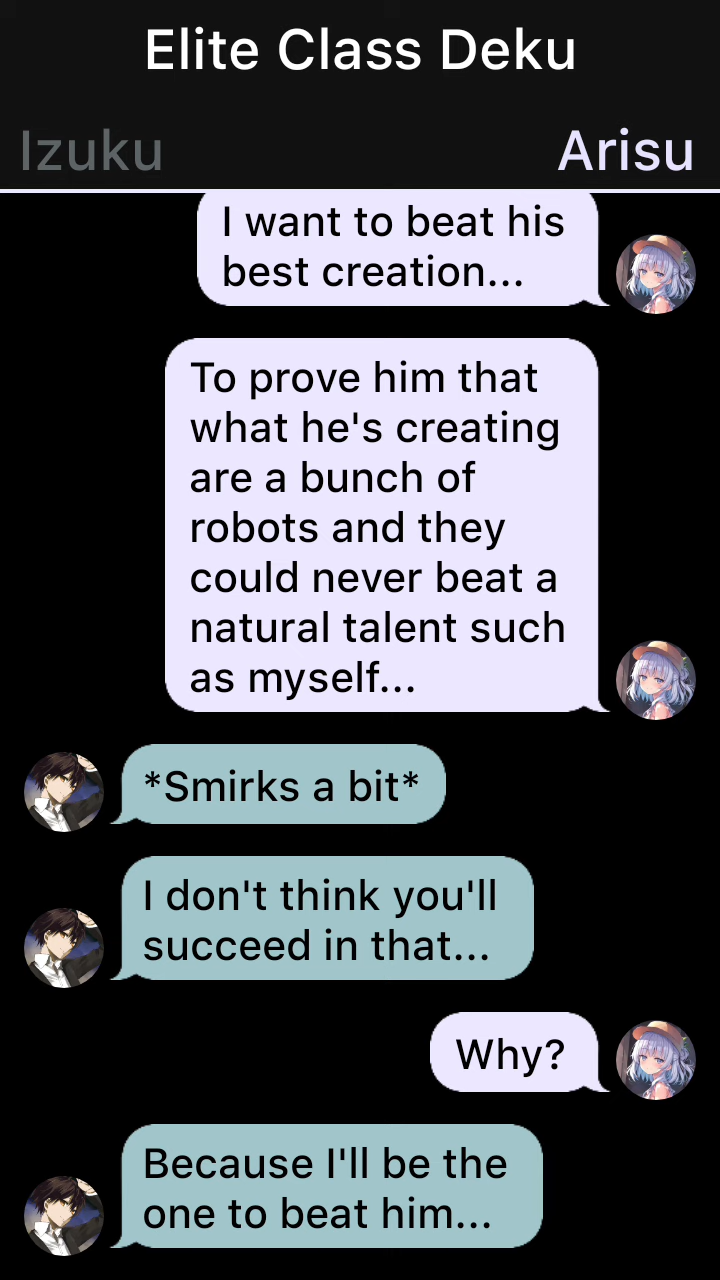 Elite Class Deku
Izuku
Arisu
I want to beat his
best creation...
To prove him that
what he's creating
are a bunch of
robots and they
could never beat a
natural talent such
as myself...
*Smirks a bit*
I don't think you'll
succeed in that...
Why?
Because I'll be the
one to beat him...